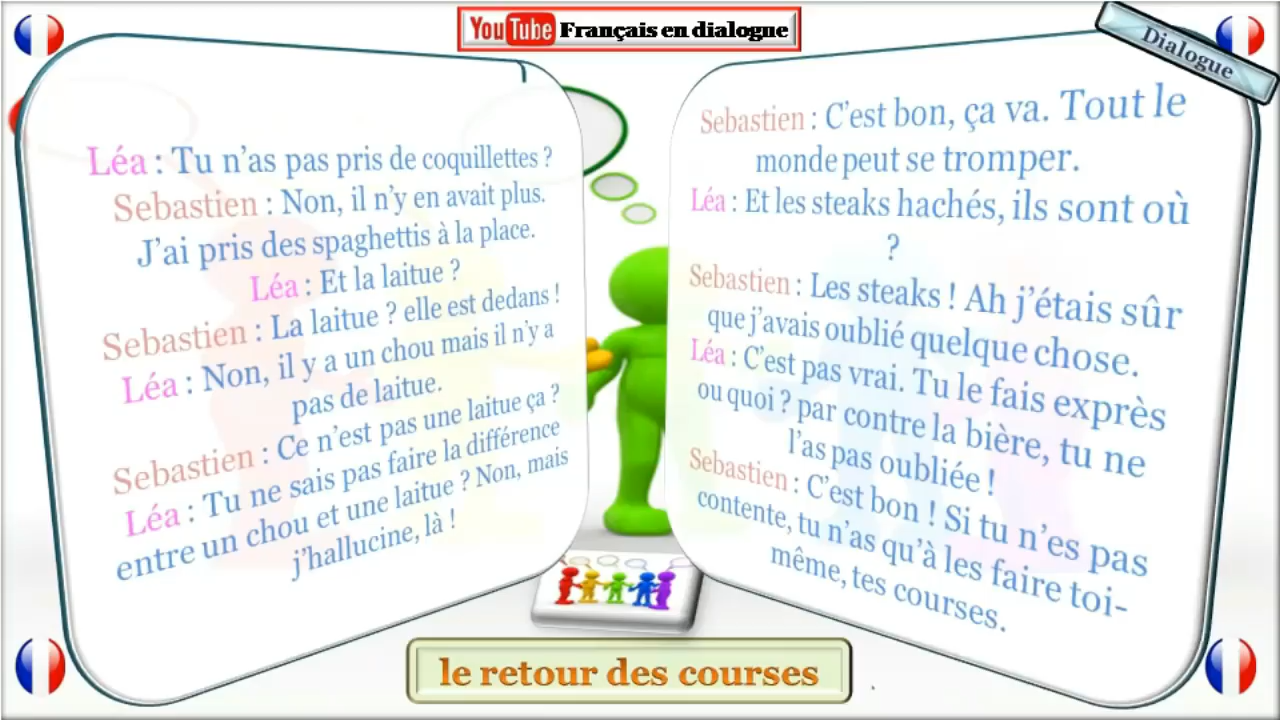 YouTube Français en dialogue
Dialogue
Léa : Tu n'as pas pris de coquillettes ?
Sebastien : Non, il n'y en avait plus.
J'ai pris des spaghettis à la place.
Léa : Et la laitue ?
Sebastien : La laitue ? elle est dedans !
Léa : Non, il y a un chou mais il n'y a
pas de laitue.
Sebastien : Ce n'est pas une laitue ça ?
Léa : Tu ne sais pas faire la différence
entre un chou et une laitue ? Non, mais
j'hallucine, là !
Sebastien : C'est bon, ça va. Tout le
monde peut se tromper.
Léa : Et les steaks hachés, ils sont où
?
Sebastien : Les steaks ! Ah j'étais sûr
que j'avais oublié quelque chose.
Léa : C'est pas vrai. Tu le fais exprès
ou quoi ? par contre la bière, tu ne
l'as pas oubliée !
Sebastien : C'est bon ! Si tu n'es pas
contente, tu n'as qu'à les faire toi-
même, tes courses.
le retour des courses